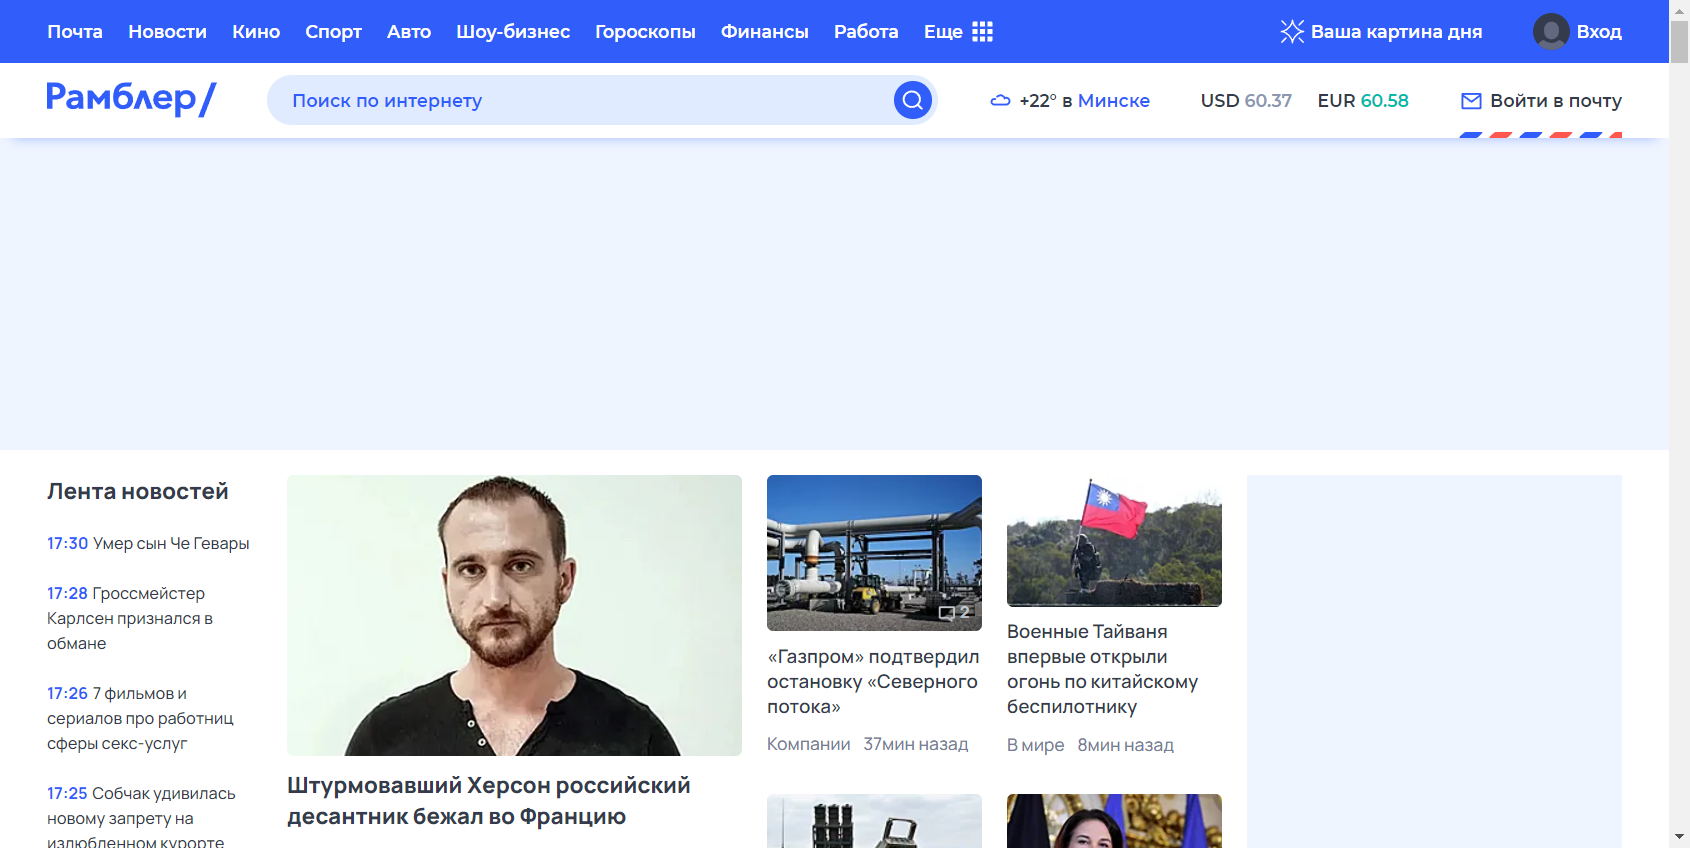 Почта Новости Кино Спорт Авто Шоу-бизнес Гороскопы Финансы Работа Еще Ваша картина дня Вход
Рамблер/ Поиск по интернету +22° в Минске USD 60.37 EUR 60.58 Войти в почту
Лента новостей
17:30 Умер сын Че Гевары
17:28 Гроссмейстер
Карлсен признался в
обмане
17:26 7 фильмов и
сериалов про работниц
сферы секс-услуг
17:25 Собчак удивилась
новому запрету на
излюбленном курорте
Штурмовавший Херсон российский
десантник бежал во Францию
2
«Газпром» подтвердил
остановку «Северного
потока»
Компании 37мин назад
Военные Тайваня
впервые открыли
огонь по китайскому
беспилотнику
В мире 8мин назад